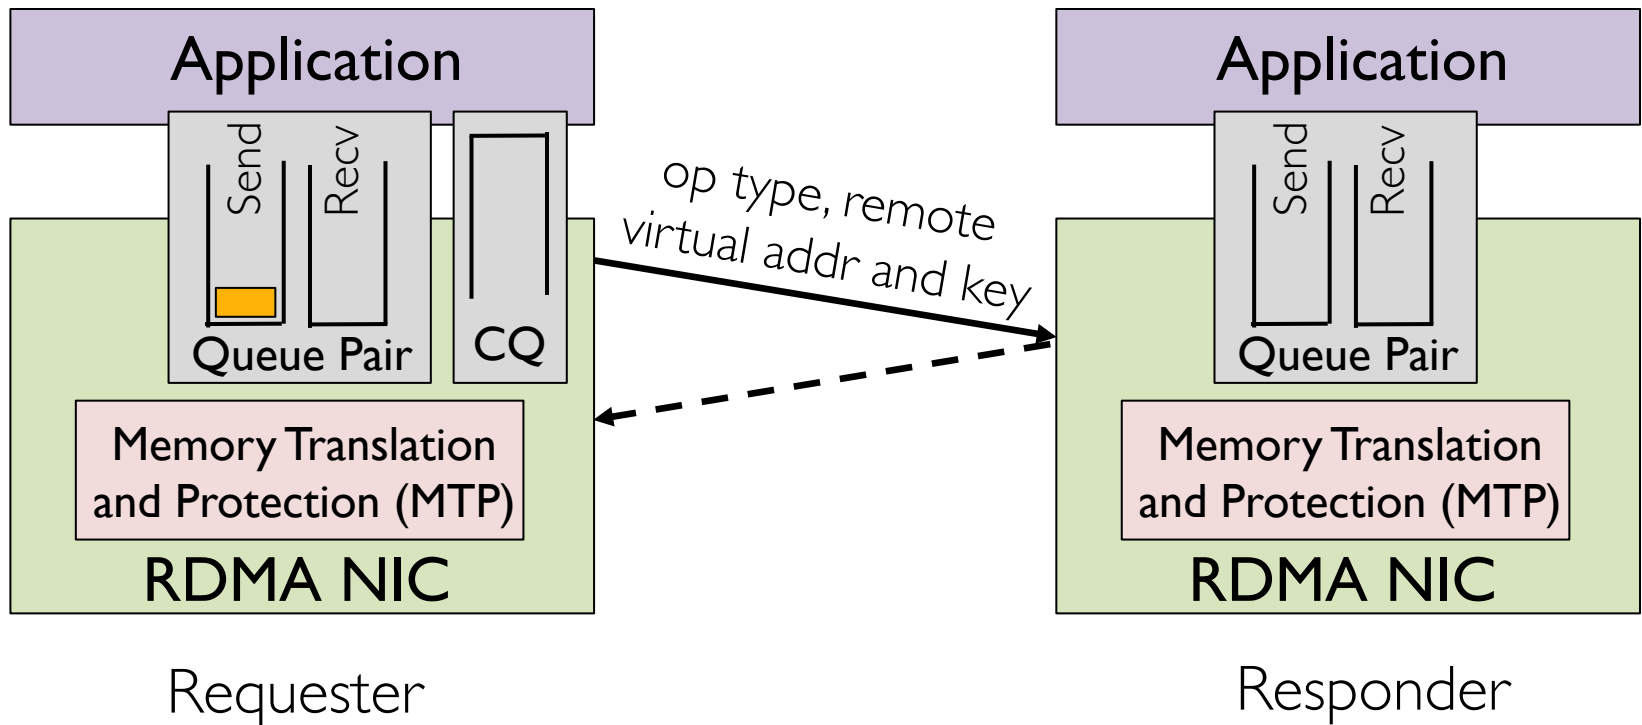 Application
Send
Recv
Queue Pair
CQ
Memory Translation
and Protection (MTP)
RDMA NIC
Requester
op type, remote
virtual addr and key
Application
Send
Recv
Queue Pair
Memory Translation
and Protection (MTP)
RDMA NIC
Responder